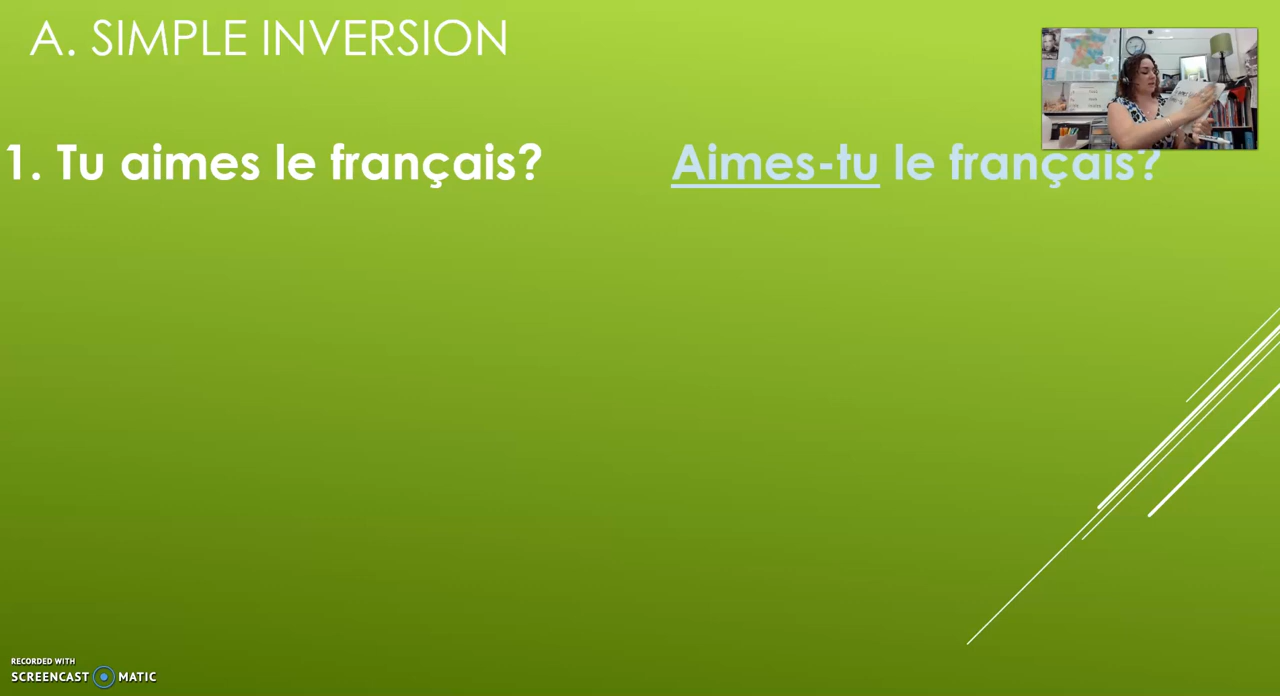 A. SIMPLE INVERSION
1. Tu aimes le français? Aimes-tu le français?
RECORDED WITH
SCREENCAST MATIC